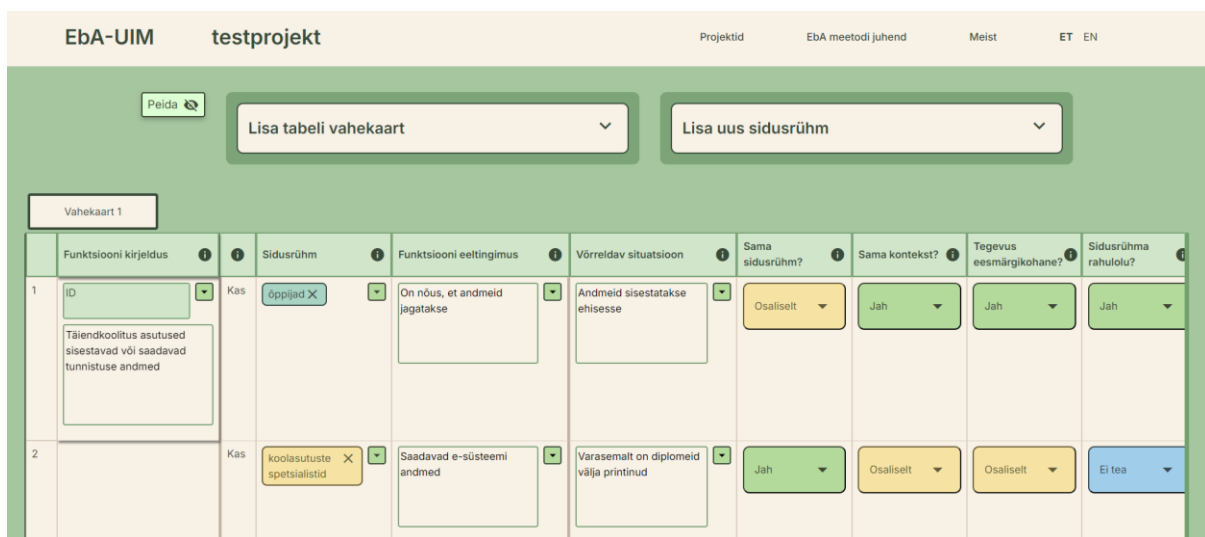 EbA-UIM testprojekt Projektid EbA meetodi juhend Meist ET EN
Peida
Lisa tabeli vahekaart
Lisa uus sidusrühm
Vahekaart 1
Funktsiooni kirjeldus
Sidusrühm
Funktsiooni eeltingimus
Võrreldav situatsioon
Sama
sidusrühm?
Sama kontekst?
Tegevus
eesmärgikohane?
Sidusrühma
rahulolu?
1
ID
Täiendkoolitus asutused
sisestavad või saadavad
tunnistuse andmed
Kas
õppijad
On nõus, et andmeid
jagatakse
Andmeid sisestatakse
ehisesse
Osaliselt
Jah
Jah
Jah
2
Kas
koolasutuste
spetsialistid
Saadavad e-süsteemi
andmed
Varasemalt on diplomeid
välja printinud
Jah
Osaliselt
Osaliselt
Ei tea